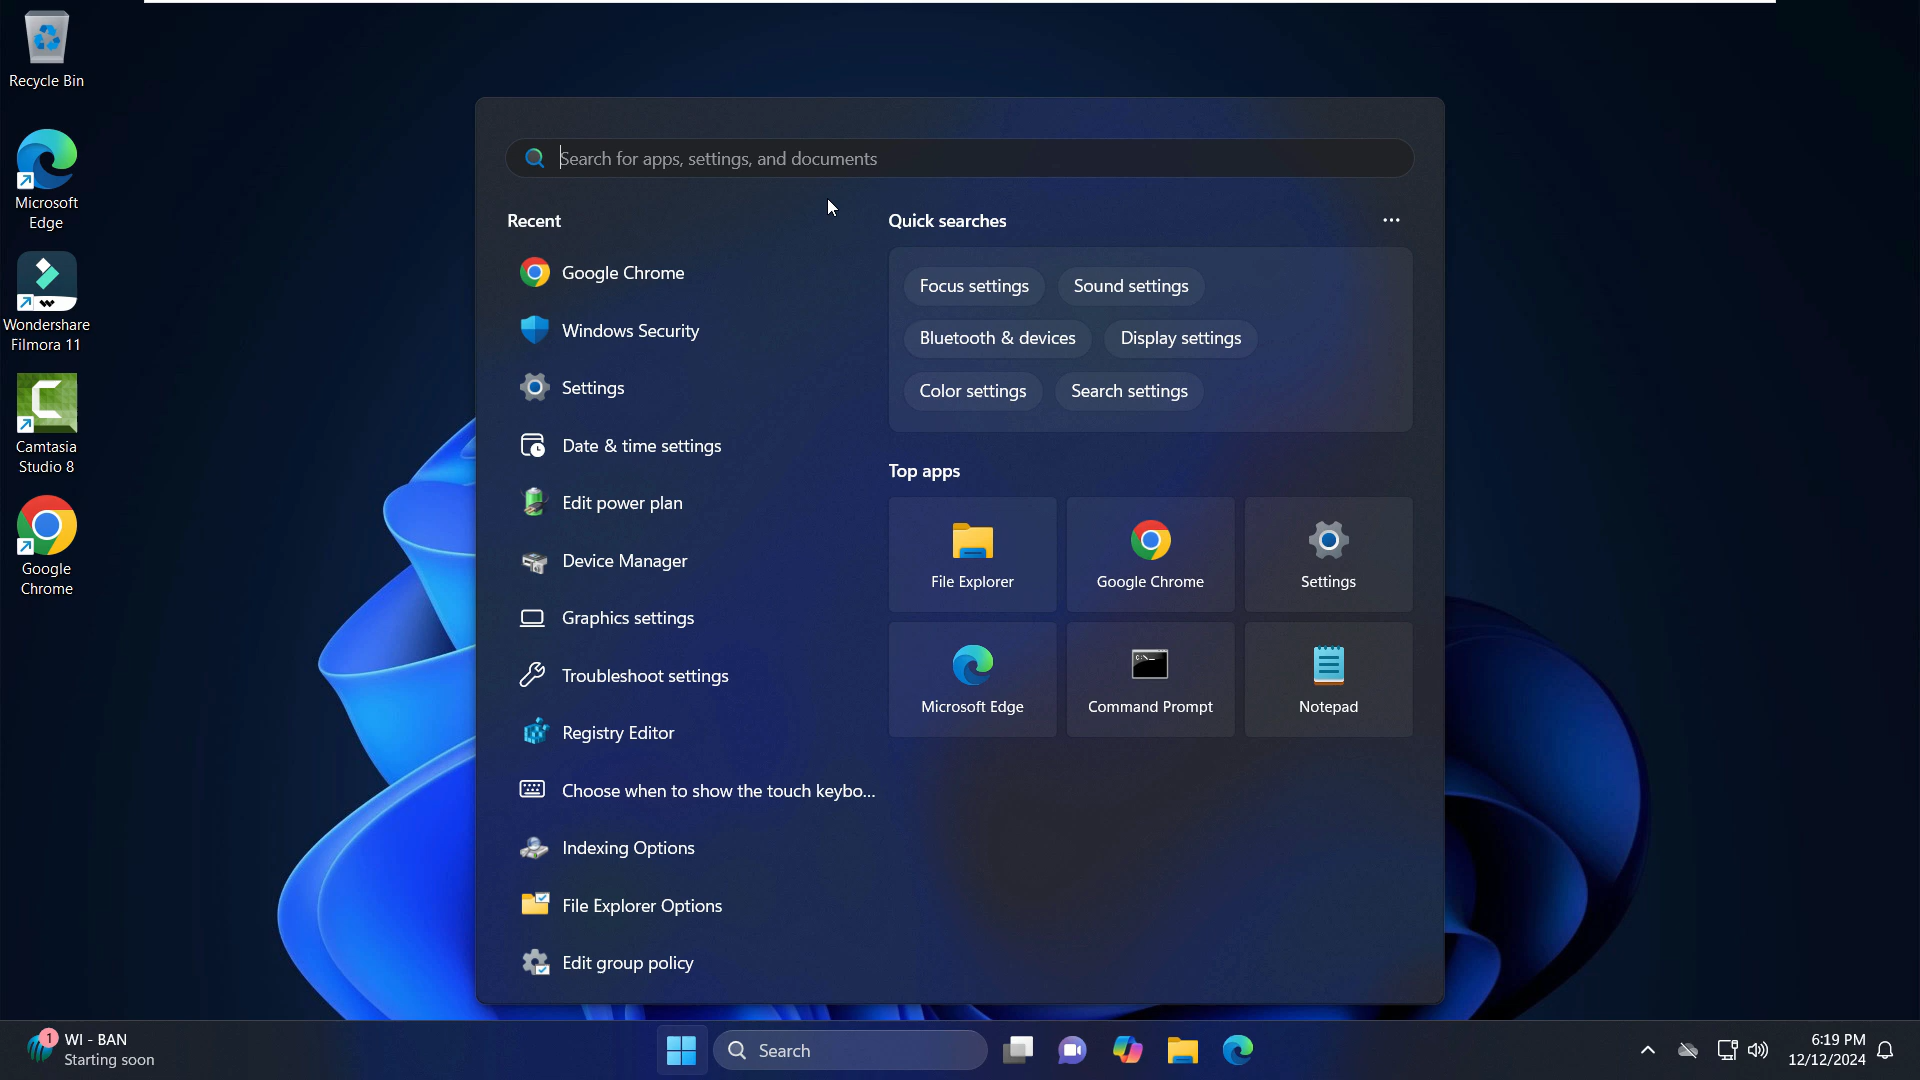 Recycle Bin
Microsoft
Edge
Wondershare
Filmora 11
Camtasia
Studio 8
Google
Chrome
Search for apps, settings, and documents
Recent
Google Chrome
Windows Security
Settings
Date & time settings
Edit power plan
Device Manager
Graphics settings
Troubleshoot settings
Registry Editor
Choose when to show the touch keybo...
Indexing Options
File Explorer Options
Edit group policy
Quick searches
Focus settings
Sound settings
Bluetooth & devices
Display settings
Color settings
Search settings
Top apps
File Explorer
Google Chrome
Settings
Microsoft Edge
C:\_
Command Prompt
Notepad
1
WI - BAN
Starting soon
Search
6:19 PM
12/12/2024